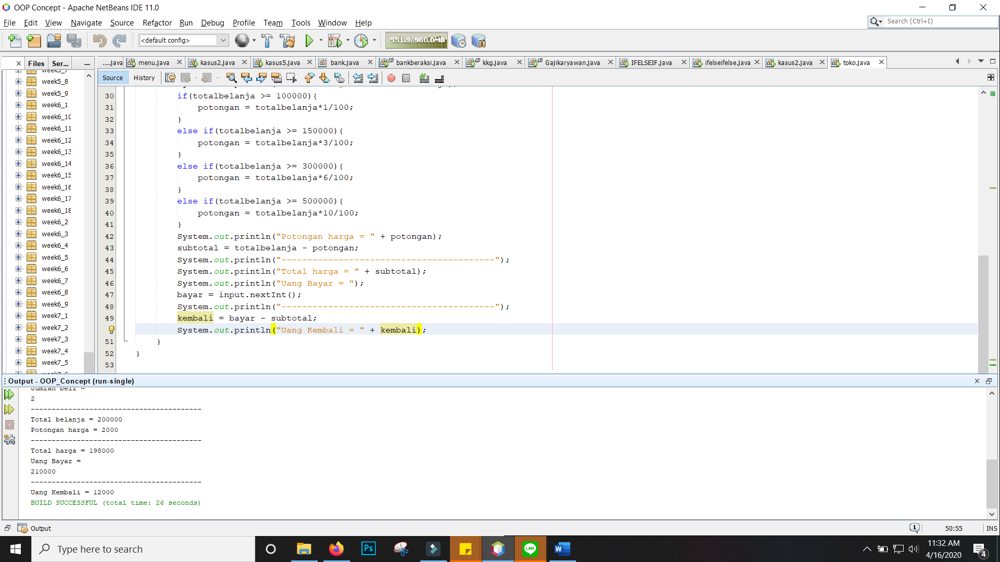 OOP Concept - Apache NetBeans IDE 11.0
File Edit View Navigate Source Refactor Run Debug Profile Team Tools Window Help
Search (Ctrl+I)
<default config>
551.9/960.0MB
Files Ser...
....java menu.java kasus2.java kasus5.java bank.java bankberaksi.java kkg.java Gajikaryawan.java IFELSEIF.java ifelseifelse.java kasus2.java toko.java
Source History
week5_7
week5_8
week5_9
week6_1
week6_10
week6_11
week6_12
week6_13
week6_14
week6_15
week6_16
week6_17
week6_18
week6_2
week6_3
week6_4
week6_5
week6_6
week6_7
week6_8
week6_9
week7_1
week7_2
week7_3
week7_4
week7_5
30 if(totalbelanja >= 100000){
31 potongan = totalbelanja*1/100;
32 }
33 else if(totalbelanja >= 150000){
34 potongan = totalbelanja*3/100;
35 }
36 else if(totalbelanja >= 300000){
37 potongan = totalbelanja*6/100;
38 }
39 else if(totalbelanja >= 500000){
40 potongan = totalbelanja*10/100;
41 }
42 System.out.println("Potongan harga = " + potongan);
43 subtotal = totalbelanja - potongan;
44 System.out.println("-----------------------------------------");
45 System.out.println("Total harga = " + subtotal);
46 System.out.println("Uang Bayar = ");
47 bayar = input.nextInt();
48 System.out.println("-----------------------------------------");
49 kembali = bayar - subtotal;
System.out.println("Uang Kembali = " + kembali);
51 }
52 }
53
Output - OOP_Concept (run-single)
Jumlah beli =
2
-----------------------------------------
Total belanja = 200000
Potongan harga = 2000
-----------------------------------------
Total harga = 198000
Uang Bayar =
210000
-----------------------------------------
Uang Kembali = 12000
BUILD SUCCESSFUL (total time: 26 seconds)
Output
1
50:55
INS
Type here to search
Ps
LINE
W
11:32 AM
4/16/2020
4